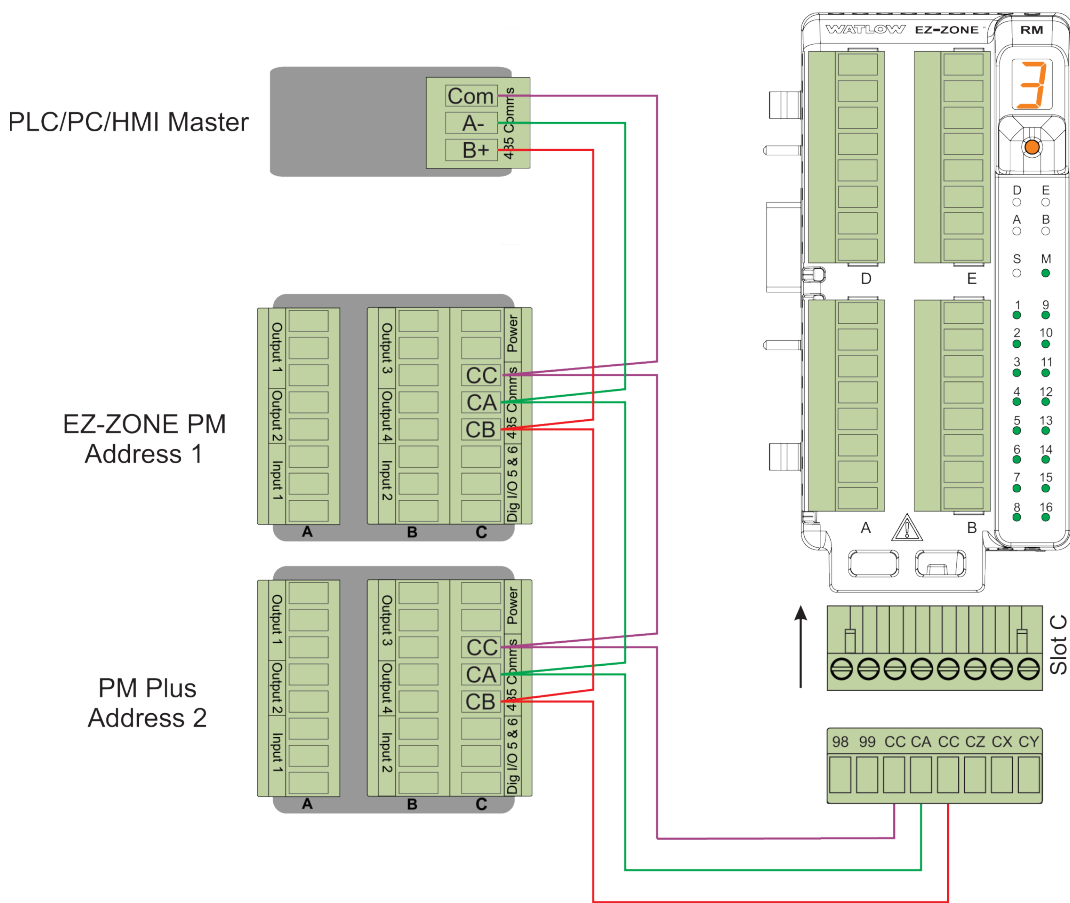 WATLOW EZ-ZONE RM
3
PLC/PC/HMI Master
Com
A-
B+
485 Comms
D E
A B
S M
1 9
2 10
3 11
4 12
5 13
6 14
7 15
8 16
D
E
A
B
EZ-ZONE PM
Address 1
Output 1
Output 2
Input 1
Output 3
Output 4
Input 2
CC
CA
CB
Power
485 Comms
Dig I/O 5 & 6
A
B
C
PM Plus
Address 2
Output 1
Output 2
Input 1
Output 3
Output 4
Input 2
CC
CA
CB
Power
485 Comms
Dig I/O 5 & 6
A
B
C
Slot C
98 99 CC CA CC CZ CX CY